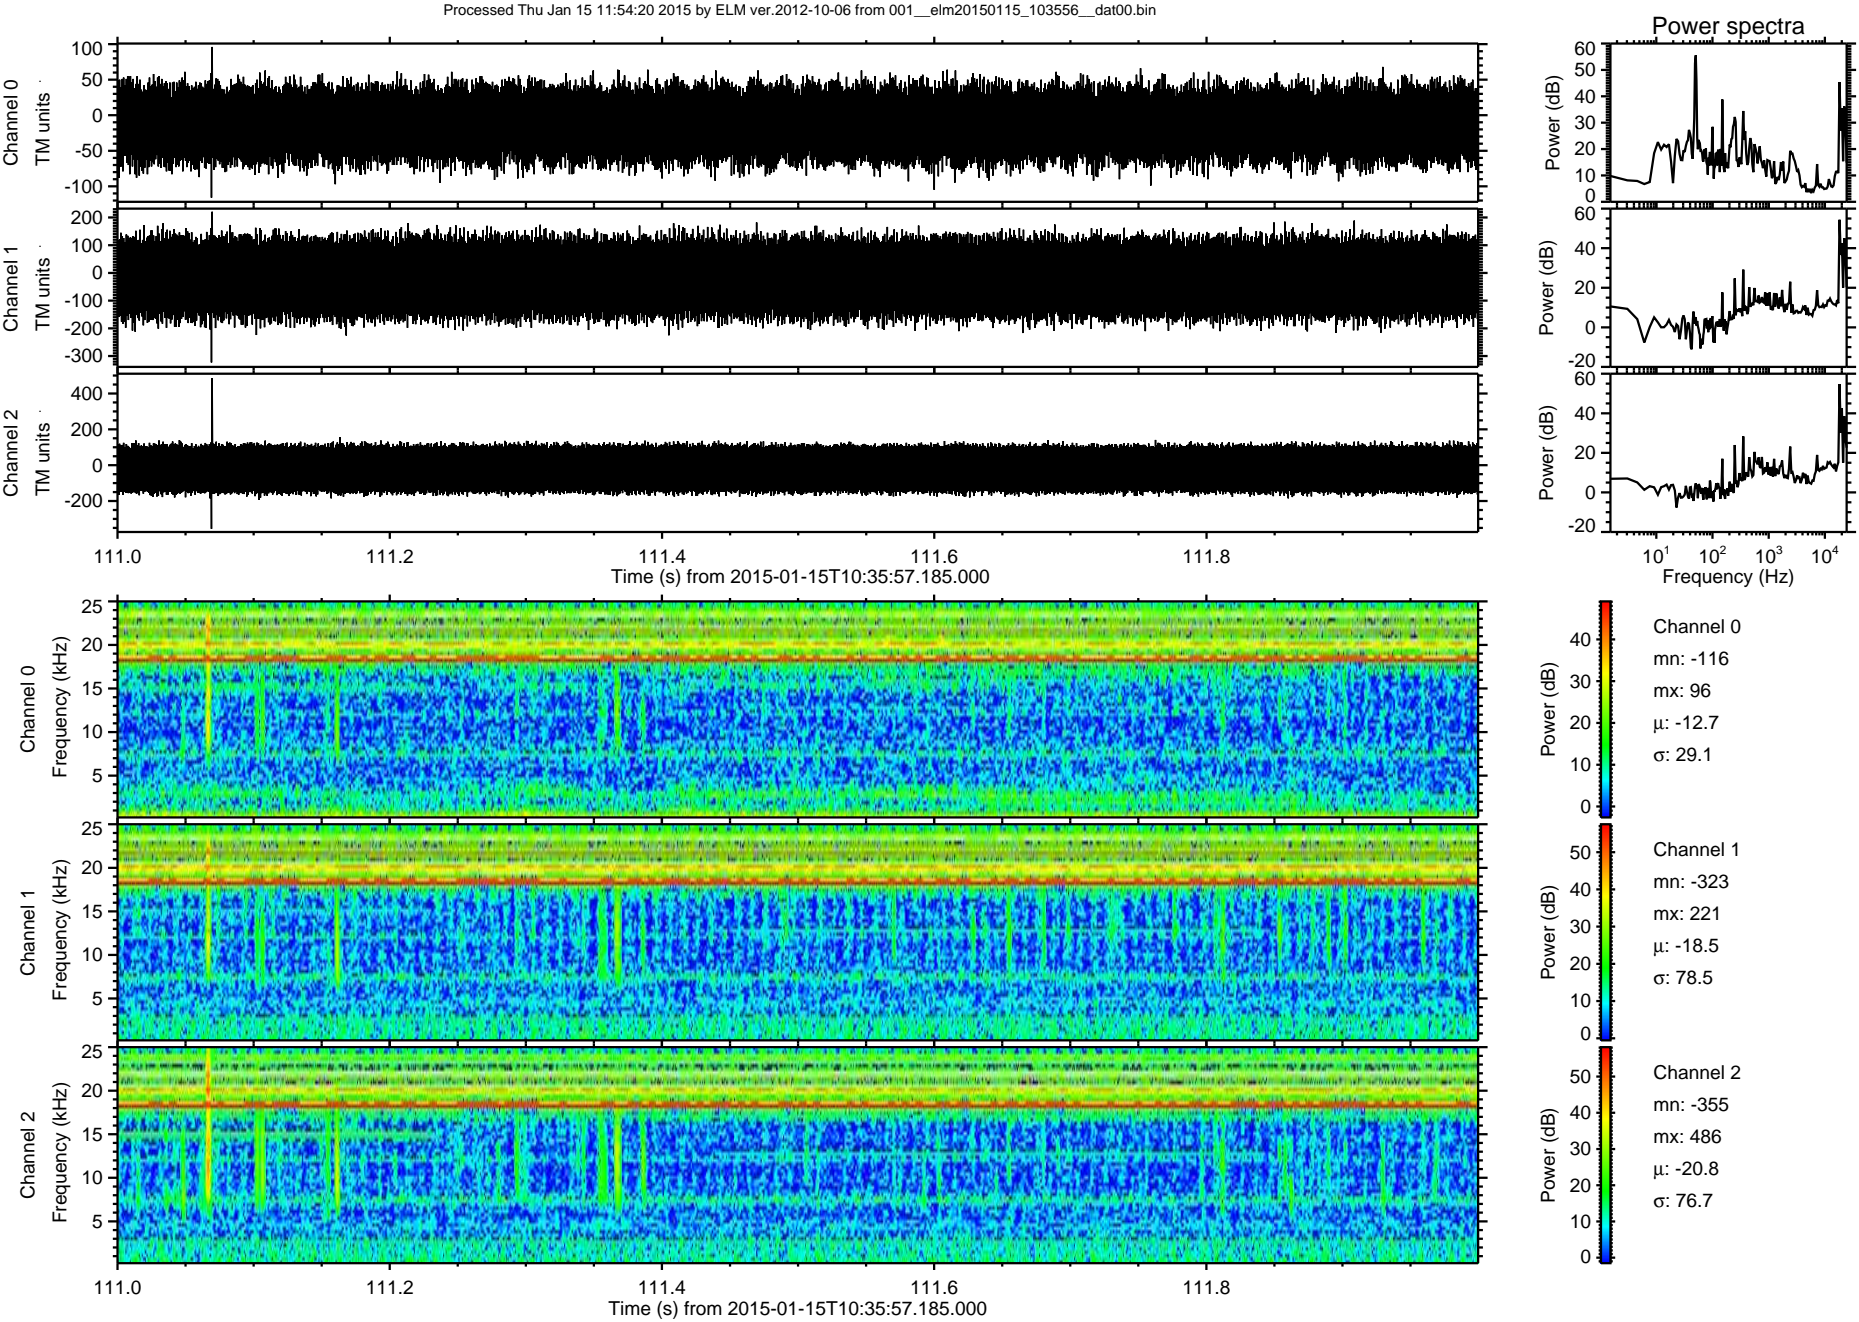 Processed Thu Jan 15 11:54:20 2015 by ELM ver.2012-10-06 from 001__elm20150115_103556__dat00.bin
Power spectra
Channel 0
TM units
100
50
0
-50
-100
Power (dB)
60
50
40
30
20
10
0
Channel 1
TM units
200
100
0
-100
-200
-300
Power (dB)
60
40
20
0
-20
Channel 2
TM units
400
200
0
-200
Power (dB)
60
40
20
0
-20
111.0 111.2 111.4 111.6 111.8
Time (s) from 2015-01-15T10:35:57.185.000
10¹ 10² 10³ 10⁴
Frequency (Hz)
Channel 0
Frequency (kHz)
25
20
15
10
5
Power (dB)
40
30
20
10
0
Channel 0
mn: -116
mx: 96
μ: -12.7
σ: 29.1
Channel 1
Frequency (kHz)
25
20
15
10
5
Power (dB)
50
40
30
20
10
0
Channel 1
mn: -323
mx: 221
μ: -18.5
σ: 78.5
Channel 2
Frequency (kHz)
25
20
15
10
5
Power (dB)
50
40
30
20
10
0
Channel 2
mn: -355
mx: 486
μ: -20.8
σ: 76.7
111.0 111.2 111.4 111.6 111.8
Time (s) from 2015-01-15T10:35:57.185.000